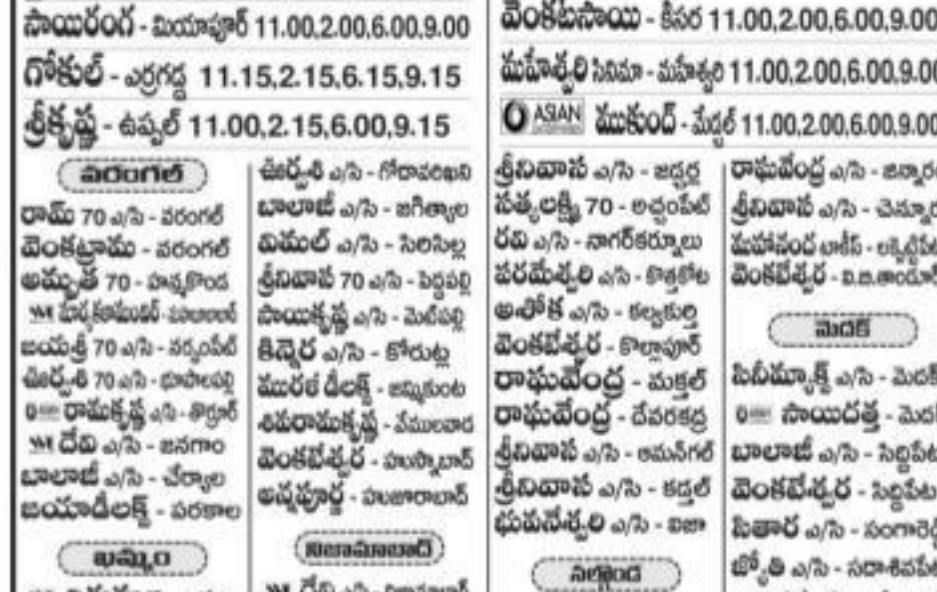 సాయిరంగ - మియాపూర్ 11.00,2.00,6.00,9.00
గోకుల్ - ఎర్రగడ్డ 11.15,2.15,6.15,9.15
శ్రీకృష్ణ - ఉప్పల్ 11.00,2.15,6.00,9.15
వెంకటసాయి - కీసర 11.00,2.00,6.00,9.00
మహేశ్వరి సినిమా - మహేశ్వరి 11.00,2.00,6.00,9.00
ASIAN ముకుంద్ - మేడ్చల్ 11.00,2.00,6.00,9.00
వరంగల్
రామ్ 70 ఎ/సి - వరంగల్
వెంకట్రామ - వరంగల్
అమృత 70 - హన్మకొండ
జయశ్రీ 70 ఎ/సి - నర్సంపేట్
ఊర్వశి 70 ఎ/సి - భూపాలపల్లి
రామకృష్ణ ఎ/సి - తొర్రూర్
దేవి ఎ/సి - జనగాం
బాలాజీ ఎ/సి - చేర్యాల
జయాడీలక్స్ - పరకాల
ఖమ్మం
ఊర్వశి ఎ/సి - గోదావరిఖని
బాలాజీ ఎ/సి - జగిత్యాల
విమల్ ఎ/సి - సిరిసిల్ల
శ్రీనివాస 70 ఎ/సి - పెద్దపల్లి
సాయికృష్ణ ఎ/సి - మెట్‌పల్లి
కిన్నెర ఎ/సి - కోరుట్ల
మురళీ డీలక్స్ - జమ్మికుంట
శివరామకృష్ణ - వేములవాడ
వెంకటేశ్వర - హుస్నాబాద్
అన్నపూర్ణ - హుజూరాబాద్
నిజామాబాద్
దేవి ఎ/సి నిజామాబాద్
శ్రీనివాస ఎ/సి - జడ్చర్ల
సత్యలక్ష్మి 70 - అచ్చంపేట్
రవి ఎ/సి - నాగర్‌కర్నూలు
పరమేశ్వరి ఎ/సి - కొత్తకోట
అశోక ఎ/సి - కల్వకుర్తి
వెంకటేశ్వర - కొల్లాపూర్
రాఘవేంద్ర - మక్తల్
రాఘవేంద్ర - దేవరకద్ర
శ్రీనివాస ఎ/సి - ఆమన్‌గల్
శ్రీనివాస ఎ/సి - కడ్తల్
భువనేశ్వరి ఎ/సి - ఐజా
నల్గొండ
రాఘవేంద్ర ఎ/సి - జిన్నారం
శ్రీనివాస ఎ/సి - చెన్నూర
మహానంద టాకీస్ - లక్షెట్టిపేట
వెంకటేశ్వర - ఐ.బి.తాండూర్
మెదక్
సినీమ్యాక్స్ ఎ/సి - మెదక్
సాయిదత్త - మెద
బాలాజీ ఎ/సి - సిద్దిపేట
వెంకటేశ్వర - సిద్దిపేట
సితార ఎ/సి - సంగారెడ్డి
జ్యోతి ఎ/సి - సదాశివపేట